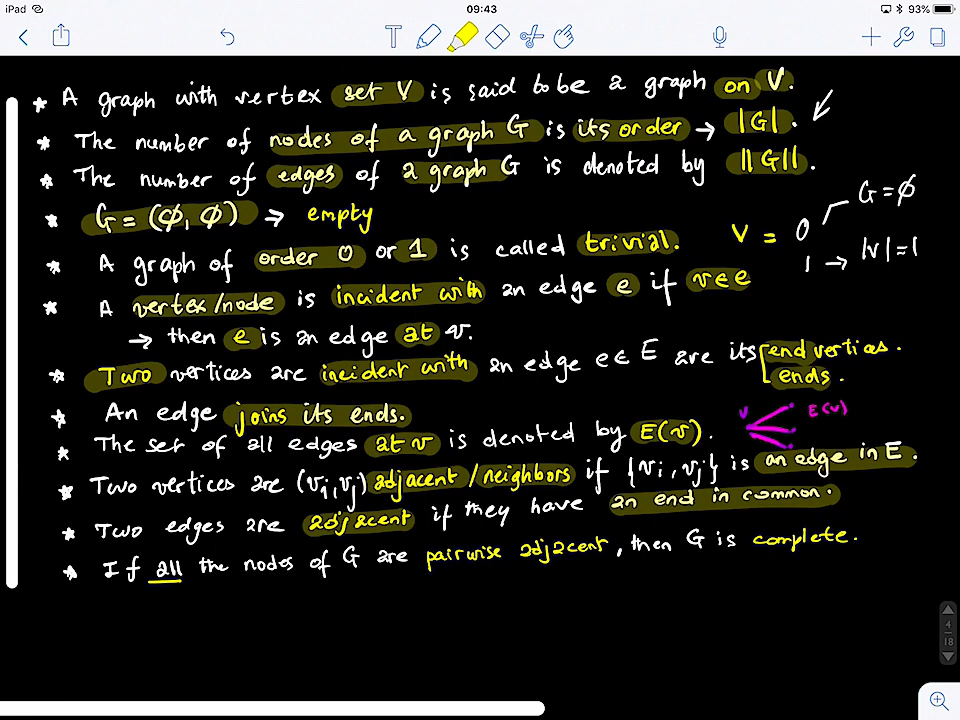 iPad 09:43 93%
T
* A graph with vertex set V is said to be a graph on V.
* The number of nodes of a graph G is its order → |G|.
* The number of edges of a graph G is denoted by ||G||.
* G = (∅, ∅) → empty
* A graph of order 0 or 1 is called trivial.
V = 0 G = ∅
1 → |V| = 1
* A vertex/node is incident with an edge e if v ∈ e
→ then e is an edge at v.
* Two vertices are incident with an edge e ∈ E are its end vertices.
ends.
* An edge joins its ends.
* The set of all edges at v is denoted by E(v).
v E(v)
* Two vertices are (vi, vj) adjacent / neighbors if {vi, vj} is an edge in E.
* Two edges are adjacent if they have an end in common.
* If all the nodes of G are pairwise adjacent, then G is complete.
4
18